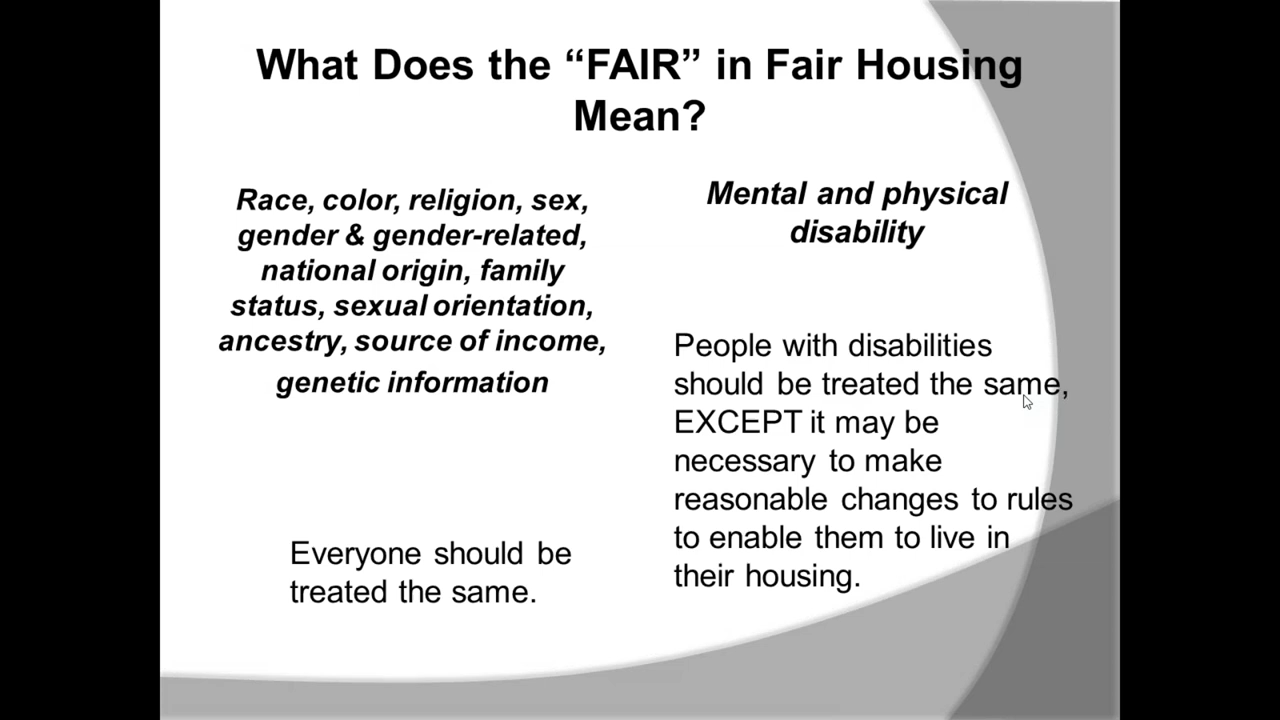 What Does the “FAIR” in Fair Housing
Mean?
Race, color, religion, sex,
gender & gender-related,
national origin, family
status, sexual orientation,
ancestry, source of income,
genetic information
Everyone should be
treated the same.
Mental and physical
disability
People with disabilities
should be treated the same,
EXCEPT it may be
necessary to make
reasonable changes to rules
to enable them to live in
their housing.